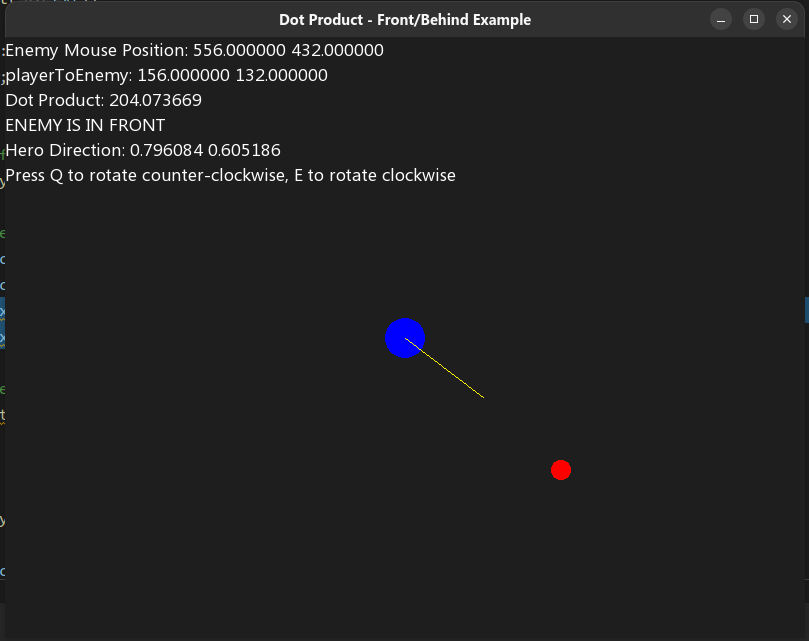 Dot Product - Front/Behind Example
Enemy Mouse Position: 556.000000 432.000000
playerToEnemy: 156.000000 132.000000
Dot Product: 204.073669
ENEMY IS IN FRONT
Hero Direction: 0.796084 0.605186
Press Q to rotate counter-clockwise, E to rotate clockwise